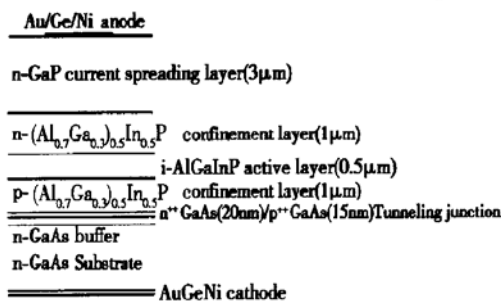 Au/Ge/Ni anode
n-GaP current spreading layer(3μm)
n-(Al0.7Ga0.3)0.5In0.5P confinement layer(1μm)
i-AlGaInP active layer(0.5μm)
p-(Al0.7Ga0.3)0.5In0.5P confinement layer(1μm)
n++ GaAs(20nm)/p++ GaAs(15nm)Tunneling junction
n-GaAs buffer
n-GaAs Substrate
AuGeNi cathode